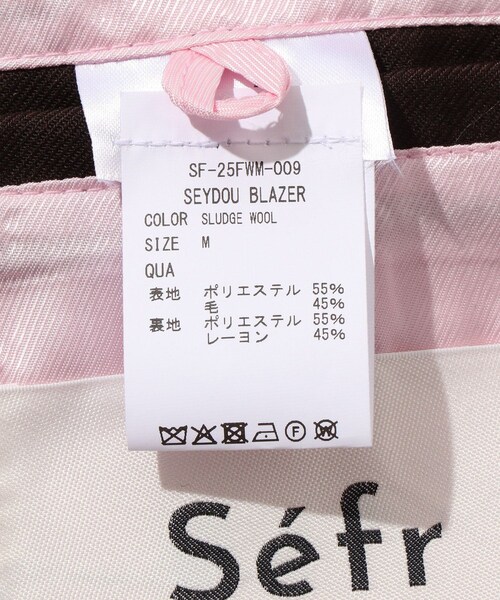 SF-25FWM-009
SEYDOU BLAZER
COLOR SLUDGE WOOL
SIZE M
QUA
表地 ポリエステル 55%
毛 45%
裏地 ポリエステル 55%
レーヨン 45%
F W
Séfr